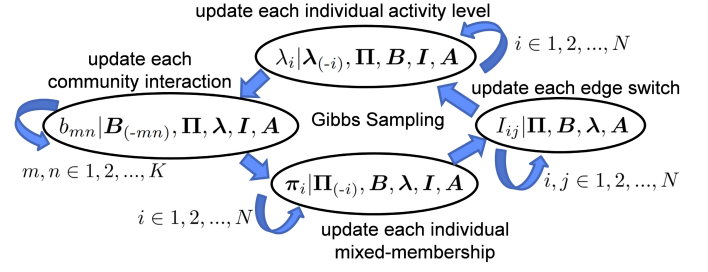 update each individual activity level
λ_i|λ_(-i), Π, B, I, A
i ∈ 1, 2, ..., N
update each
community interaction
b_mn|B_(-mn), Π, λ, I, A
m, n ∈ 1, 2, ..., K
Gibbs Sampling
update each edge switch
I_ij|Π, B, λ, A
i, j ∈ 1, 2, ..., N
π_i|Π_(-i), B, λ, I, A
i ∈ 1, 2, ..., N
update each individual
mixed-membership